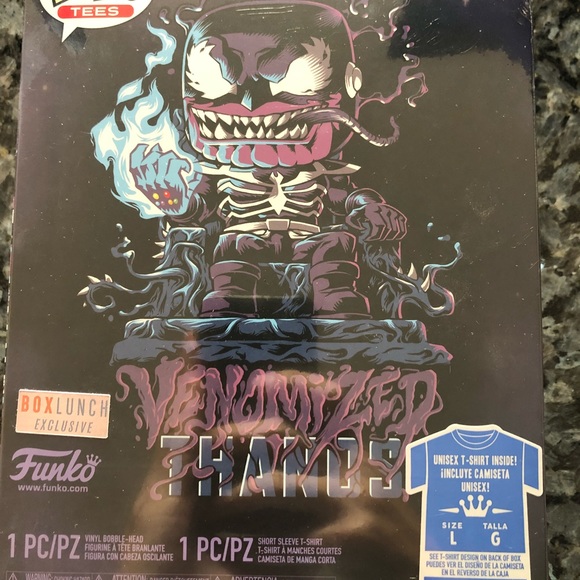 TEES
VENOMIZED
THANOS
BOXLUNCH
EXCLUSIVE
Funko
www.funko.com
1 PC/PZ
VINYL BOBBLE-HEAD
FIGURINE À TÊTE BRANLANTE
FIGURA CON CABEZA OSCILANTE
1 PC/PZ
SHORT SLEEVE T-SHIRT
T-SHIRT À MANCHES COURTES
CAMISETA DE MANGA CORTA
UNISEX T-SHIRT INSIDE!
¡INCLUYE CAMISETA
UNISEX!
SIZE TALLA
L G
SEE T-SHIRT DESIGN ON BACK OF BOX
PUEDES VER EL DISEÑO DE LA CAMISETA
EN EL REVERSO DE LA CAJA
WARNING
ATTENTION
ADVERTENCIA